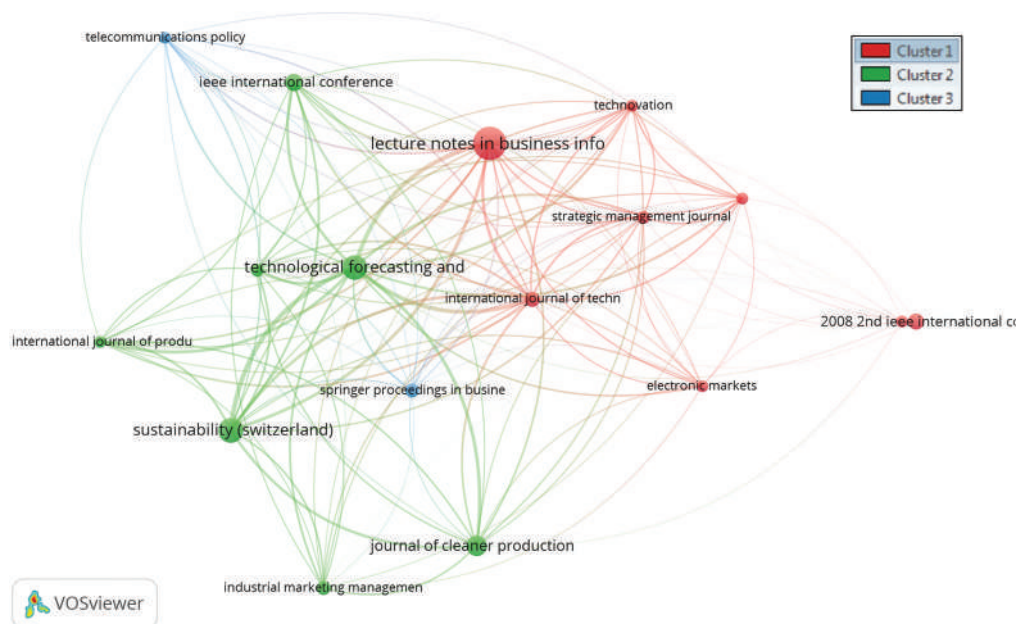 telecommunications policy
Cluster 1
ieee international conference
Cluster 2
Cluster 3
technovation
lecture notes in business info
strategic management journal
technological forecasting and
international journal of techn
2008 2nd ieee international co
international journal of produ
springer proceedings in busine
electronic markets
sustainability (switzerland)
journal of cleaner production
industrial marketing managemen
VOSviewer